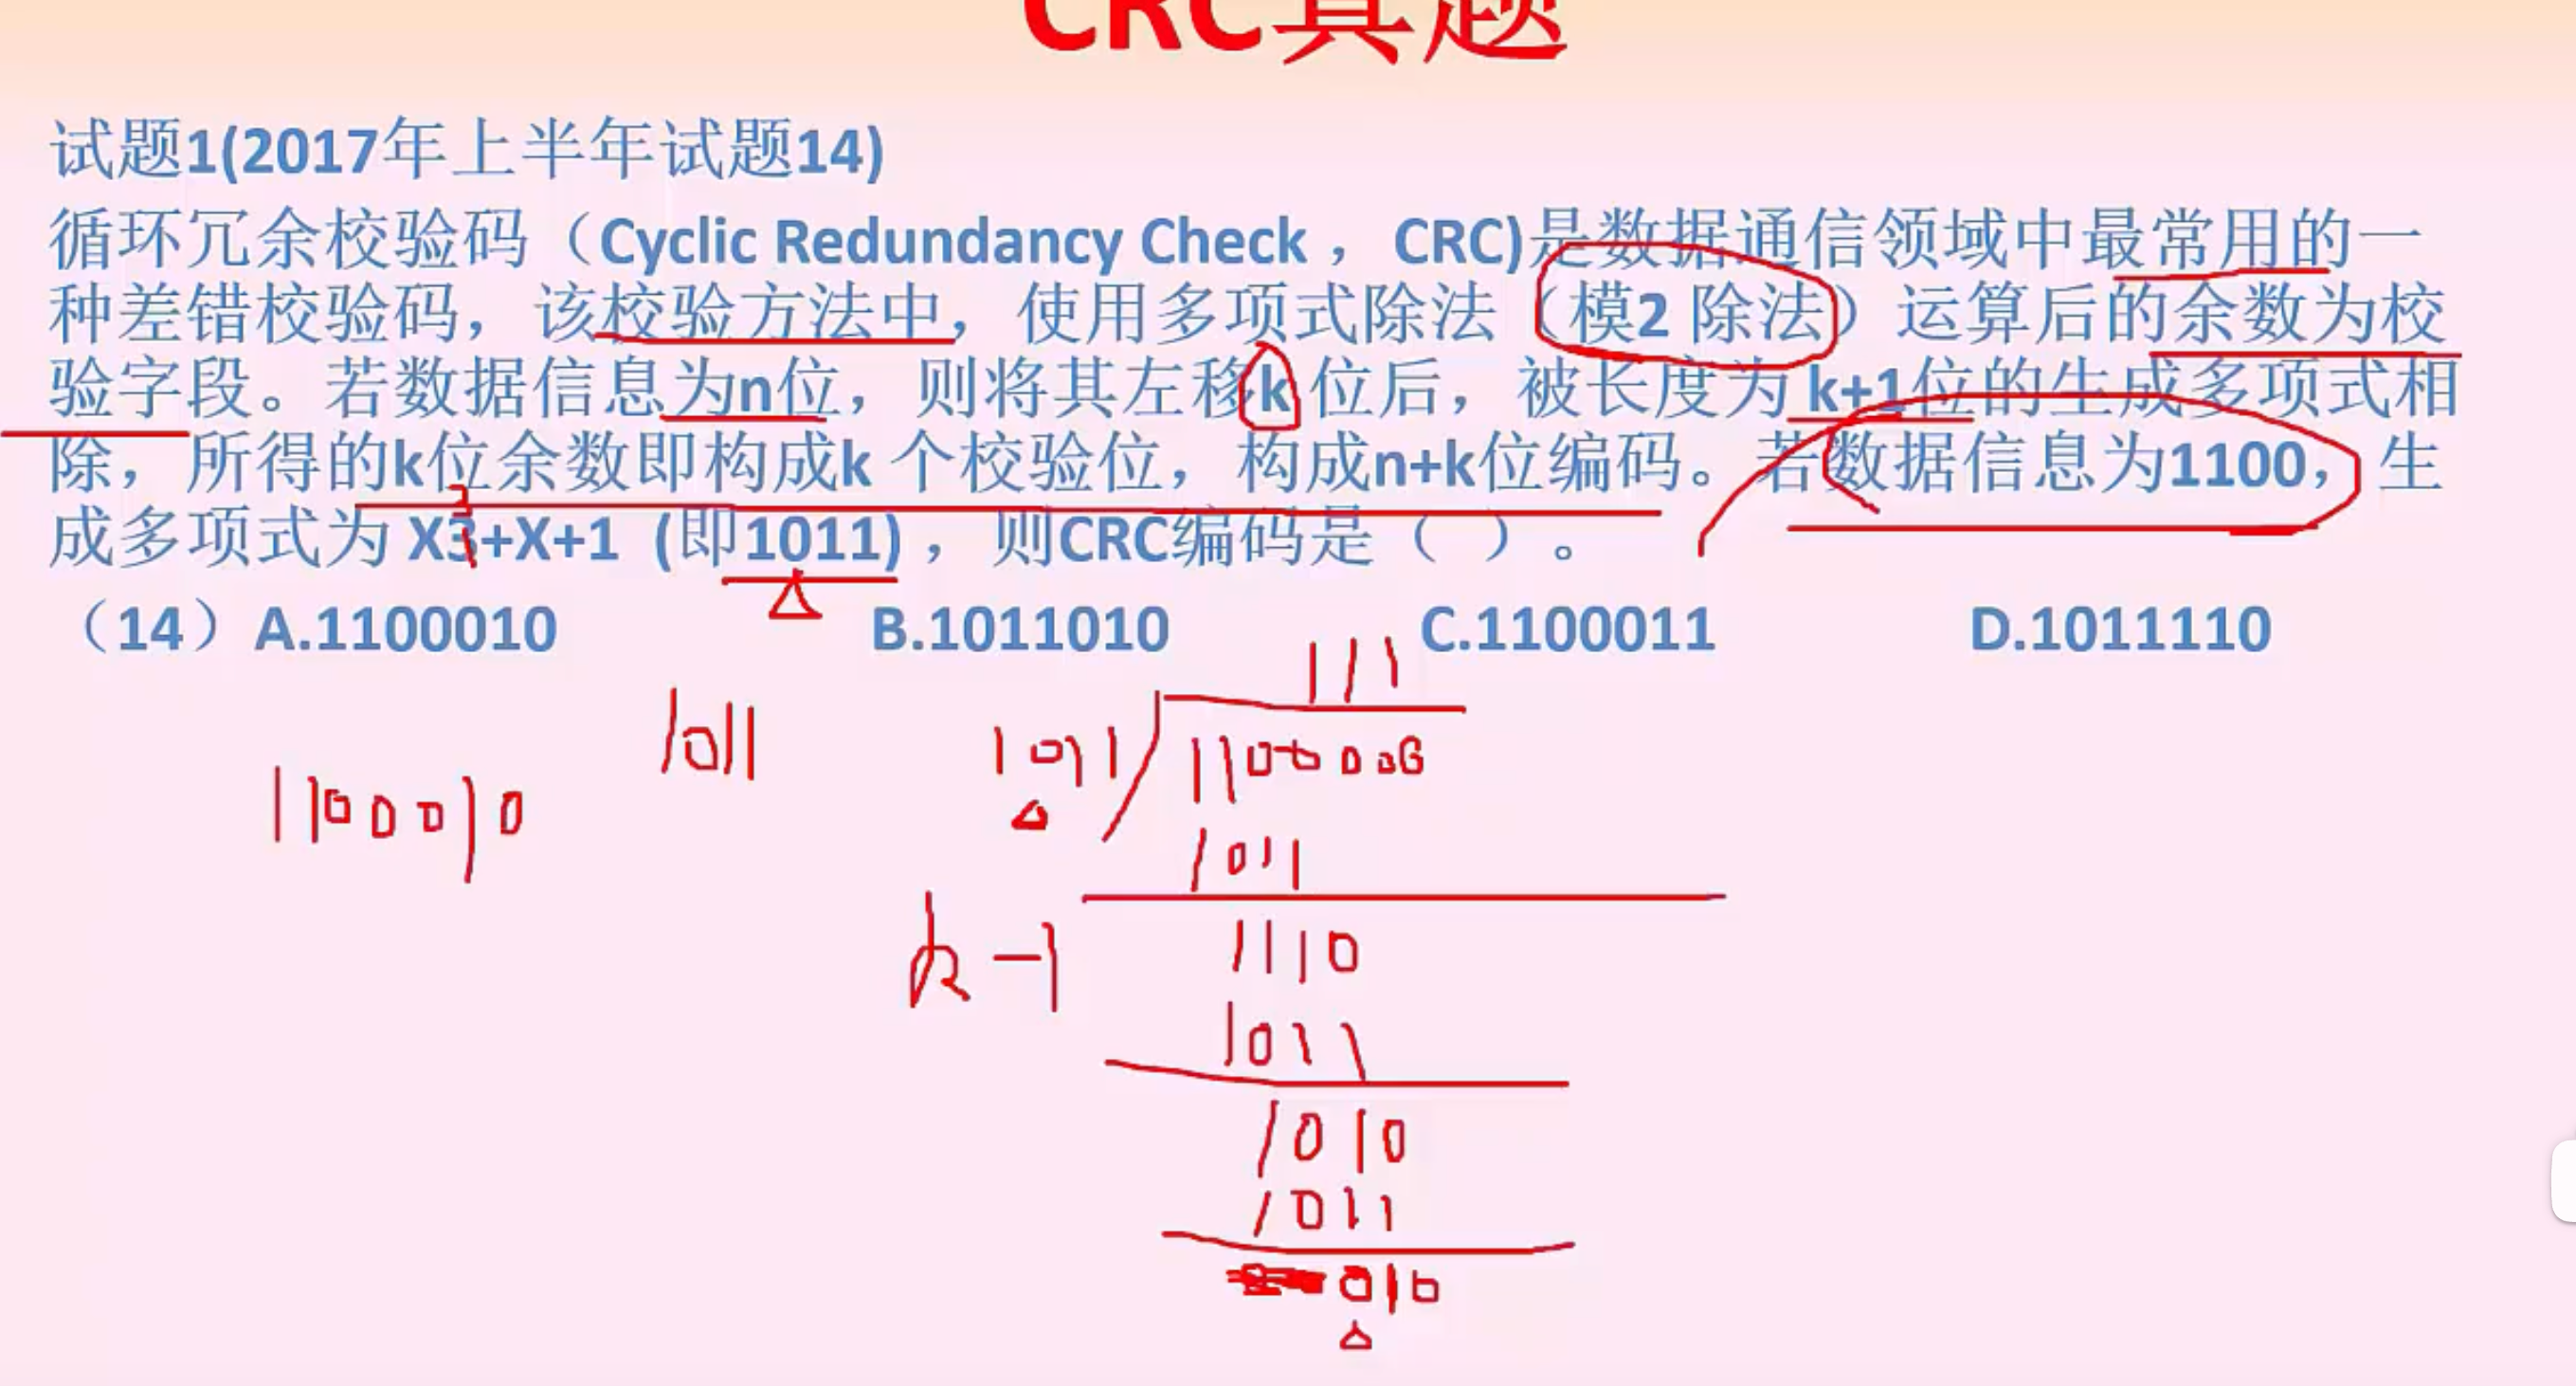 CRC真题
试题1(2017年上半年试题14)
循环冗余校验码（Cyclic Redundancy Check ， CRC)是数据通信领域中最常用的一
种差错校验码，该校验方法中，使用多项式除法（模2 除法）运算后的余数为校
验字段。若数据信息为n位，则将其左移k 位后，被长度为 k+1位的生成多项式相
除，所得的k位余数即构成k 个校验位，构成n+k位编码。若数据信息为1100，生
成多项式为 X3+X+1 (即1011) ，则CRC编码是（ ）。
（14）A.1100010 B.1011010 C.1100011 D.1011110
111
1011
1011 1100000
1100010
1011
k-1
1110
1011
1010
1011
010